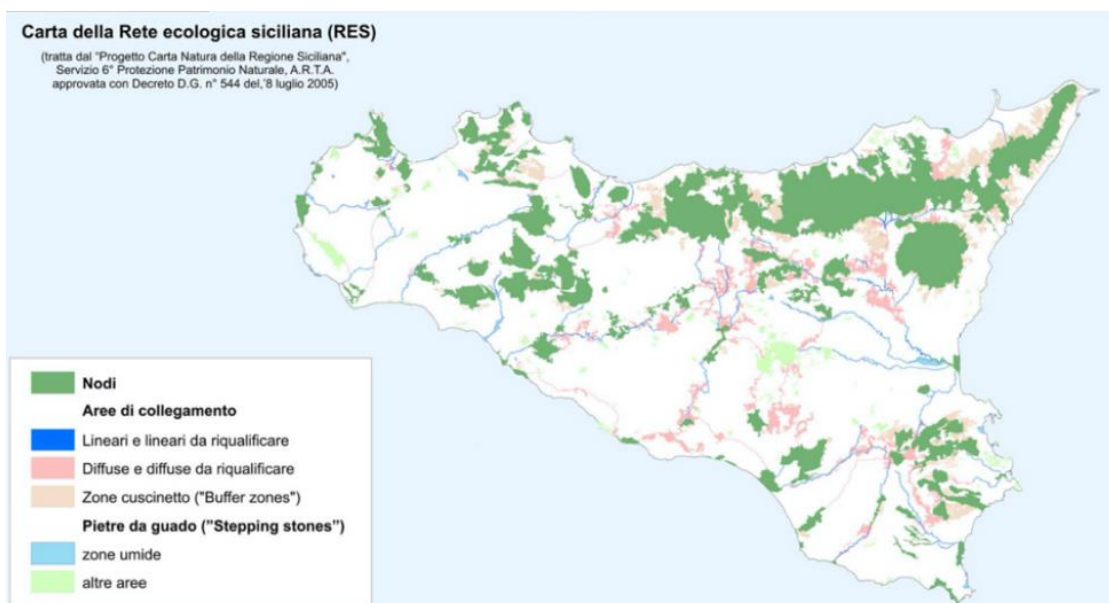 Carta della Rete ecologica siciliana (RES)
(tratta dal "Progetto Carta Natura della Regione Siciliana",
Servizio 6° Protezione Patrimonio Naturale, A.R.T.A.
approvata con Decreto D.G. n° 544 del,'8 luglio 2005)
Nodi
Aree di collegamento
Lineari e lineari da riqualificare
Diffuse e diffuse da riqualificare
Zone cuscinetto ("Buffer zones")
Pietre da guado ("Stepping stones")
zone umide
altre aree